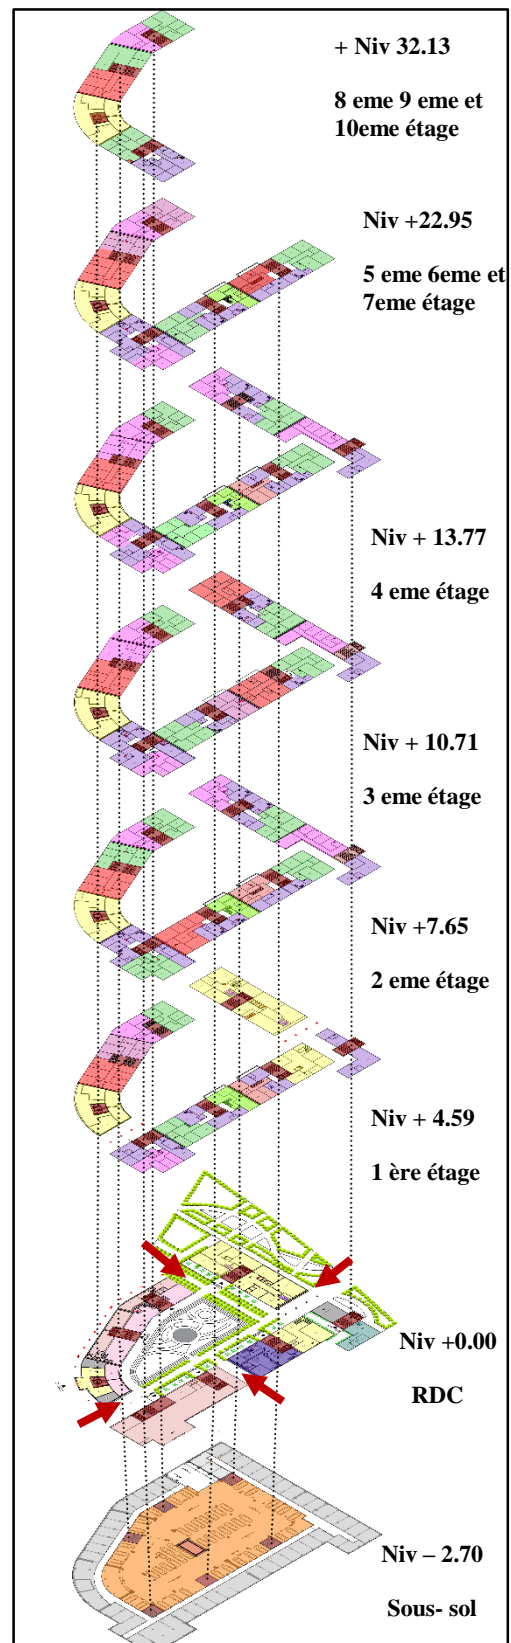 + Niv 32.13
8 eme 9 eme et
10eme étage
Niv +22.95
5 eme 6eme et
7eme étage
Niv + 13.77
4 eme étage
Niv + 10.71
3 eme étage
Niv +7.65
2 eme étage
Niv + 4.59
1 ère étage
Niv +0.00
RDC
Niv – 2.70
Sous- sol